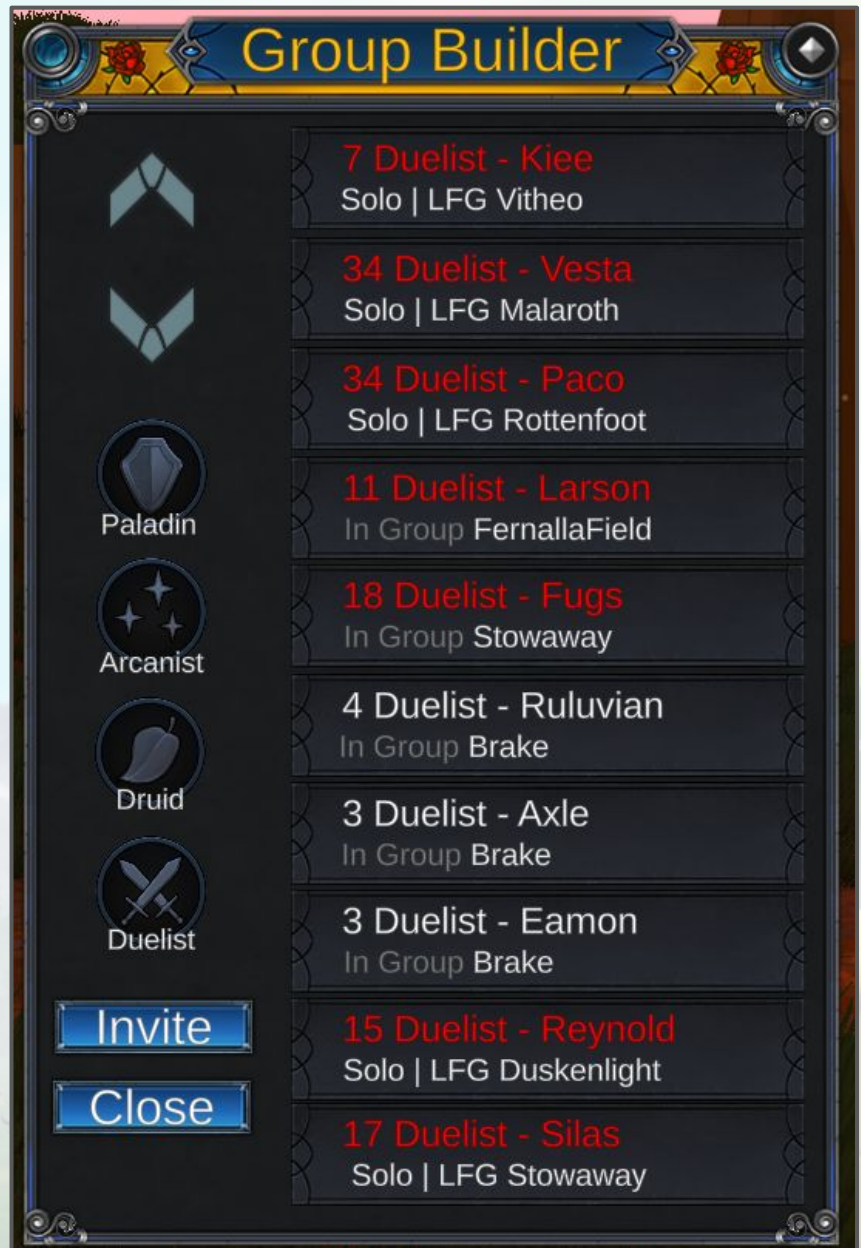 Group Builder
7 Duelist - Kiee
Solo | LFG Vitheo
34 Duelist - Vesta
Solo | LFG Malaroth
34 Duelist - Paco
Solo | LFG Rottenfoot
11 Duelist - Larson
In Group FernallaField
18 Duelist - Fugs
In Group Stowaway
4 Duelist - Ruluvian
In Group Brake
3 Duelist - Axle
In Group Brake
3 Duelist - Eamon
In Group Brake
15 Duelist - Reynold
Solo | LFG Duskenlight
17 Duelist - Silas
Solo | LFG Stowaway
Paladin
Arcanist
Druid
Duelist
Invite
Close